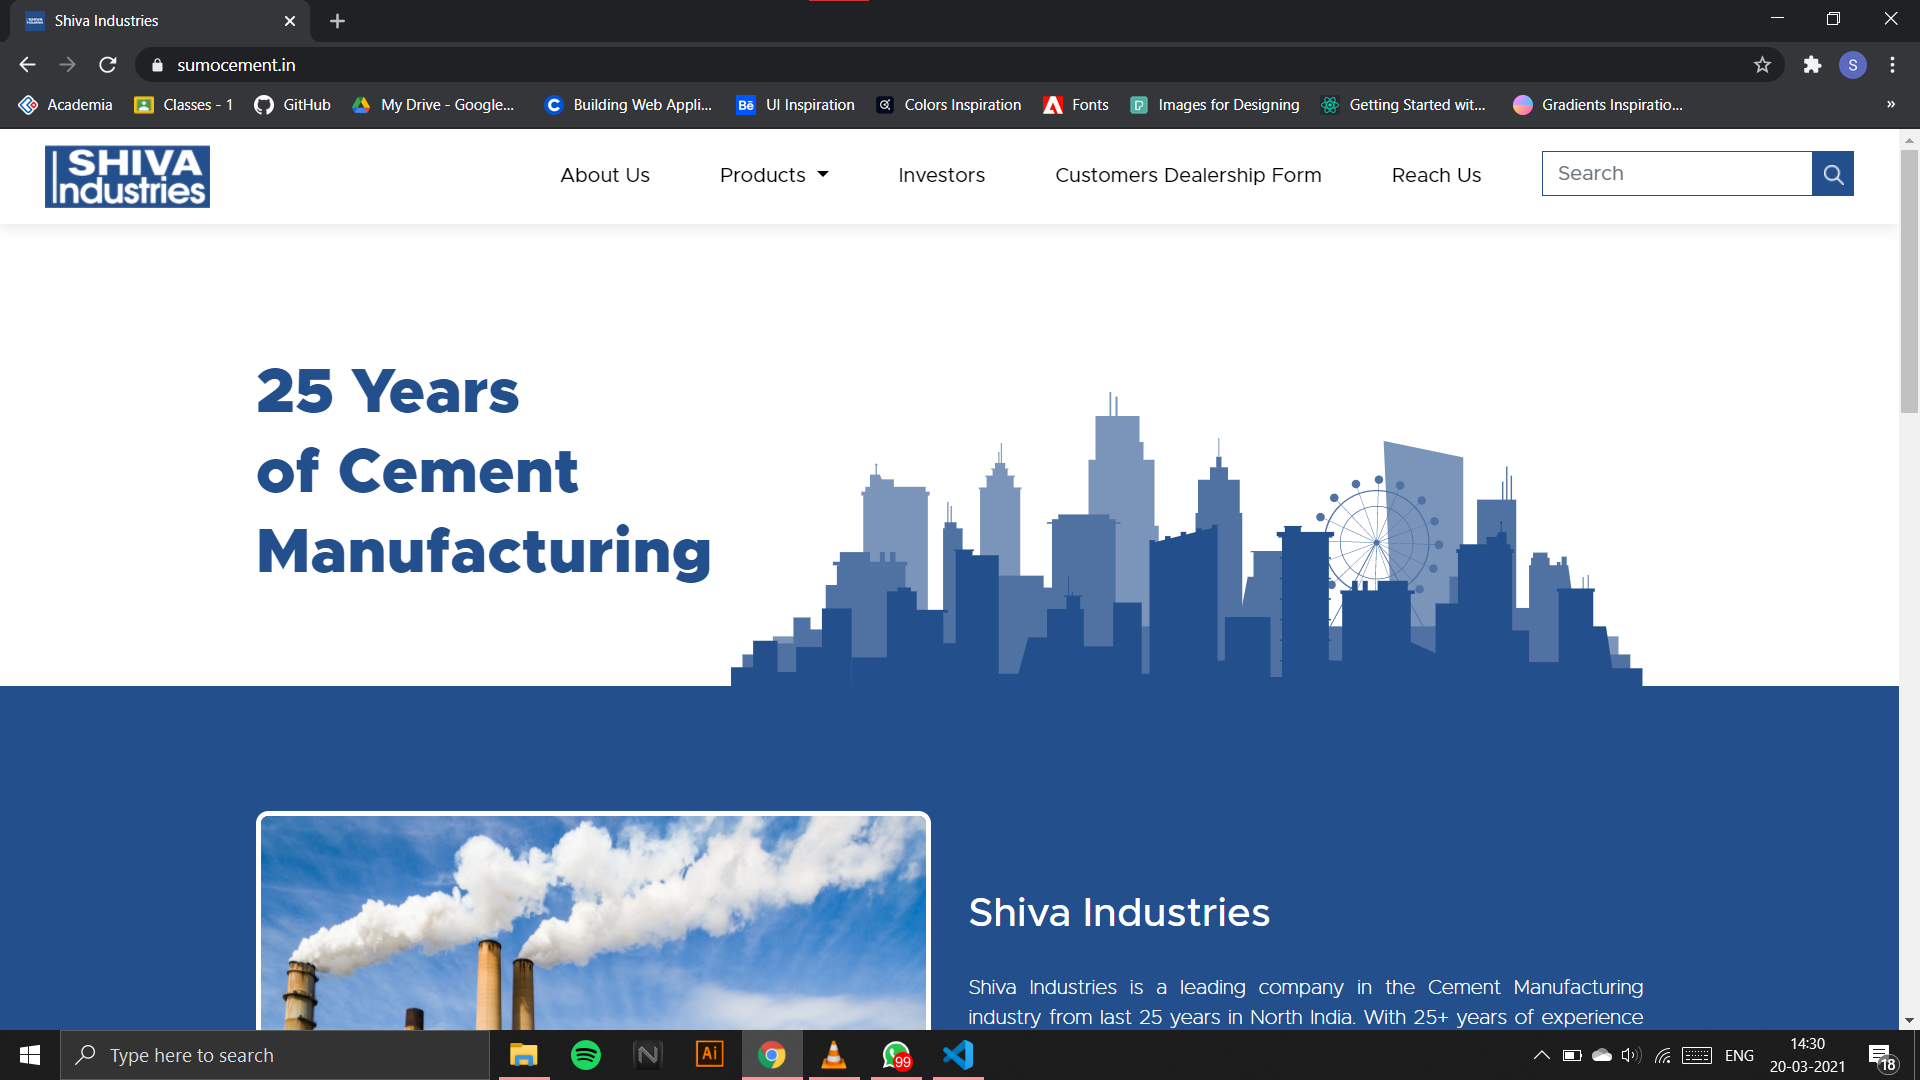 Shiva Industries
sumocement.in
Academia
Classes - 1
GitHub
My Drive - Google...
Building Web Appli...
Bē
UI Inspiration
Colors Inspiration
Fonts
Images for Designing
Getting Started wit...
Gradients Inspiratio...
»
S
SHIVA
Industries
About Us
Products
Investors
Customers Dealership Form
Reach Us
Search
25 Years
of Cement
Manufacturing
Shiva Industries
Shiva Industries is a leading company in the Cement Manufacturing
industry from last 25 years in North India. With 25+ years of experience
Type here to search
N
Ai
99
ENG
14:30
20-03-2021
18